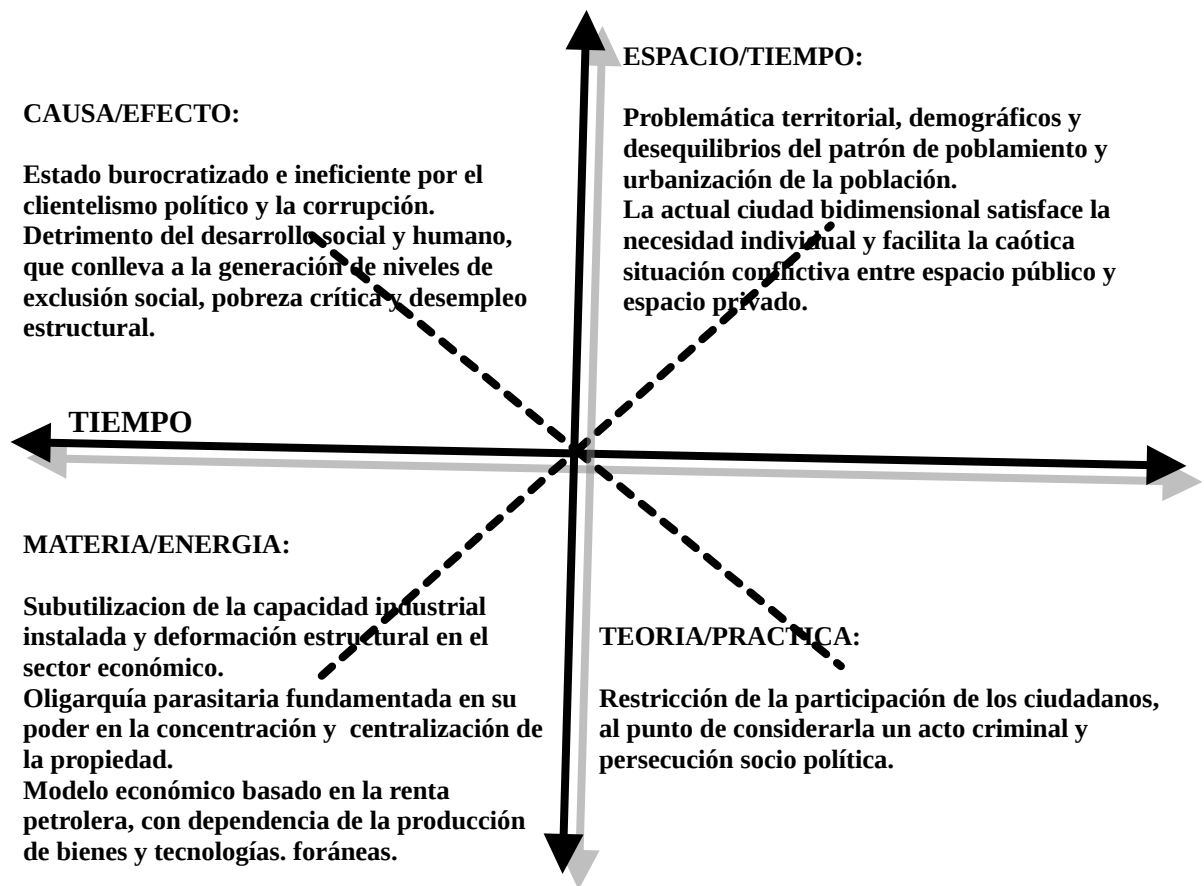 CAUSA/EFECTO:
Estado burocratizado e ineficiente por el
clientelismo político y la corrupción.
Detrimento del desarrollo social y humano,
que conlleva a la generación de niveles de
exclusión social, pobreza crítica y desempleo
estructural.
ESPACIO/TIEMPO:
Problemática territorial, demográficos y
desequilibrios del patrón de poblamiento y
urbanización de la población.
La actual ciudad bidimensional satisface la
necesidad individual y facilita la caótica
situación conflictiva entre espacio público y
espacio privado.
TIEMPO
MATERIA/ENERGIA:
Subutilizacion de la capacidad industrial
instalada y deformación estructural en el
sector económico.
Oligarquía parasitaria fundamentada en su
poder en la concentración y  centralización de
la propiedad.
Modelo económico basado en la renta
petrolera, con dependencia de la producción
de bienes y tecnologías. foráneas.
TEORIA/PRACTICA:
Restricción de la participación de los ciudadanos,
al punto de considerarla un acto criminal y
persecución socio política.